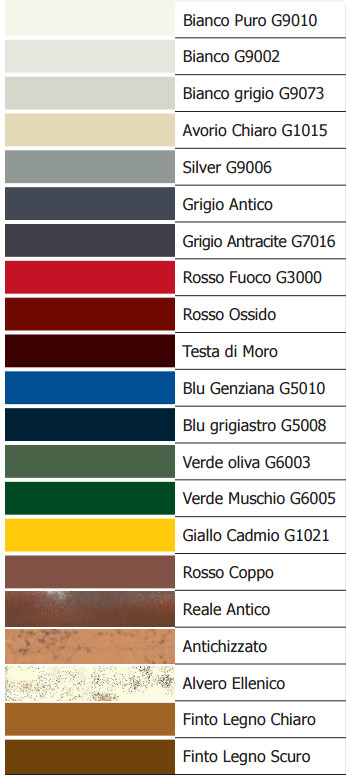 Bianco Puro G9010
Bianco G9002
Bianco grigio G9073
Avorio Chiaro G1015
Silver G9006
Grigio Antico
Grigio Antracite G7016
Rosso Fuoco G3000
Rosso Ossido
Testa di Moro
Blu Genziana G5010
Blu grigiastro G5008
Verde oliva G6003
Verde Muschio G6005
Giallo Cadmio G1021
Rosso Coppo
Reale Antico
Antichizzato
Alvero Ellenico
Finto Legno Chiaro
Finto Legno Scuro